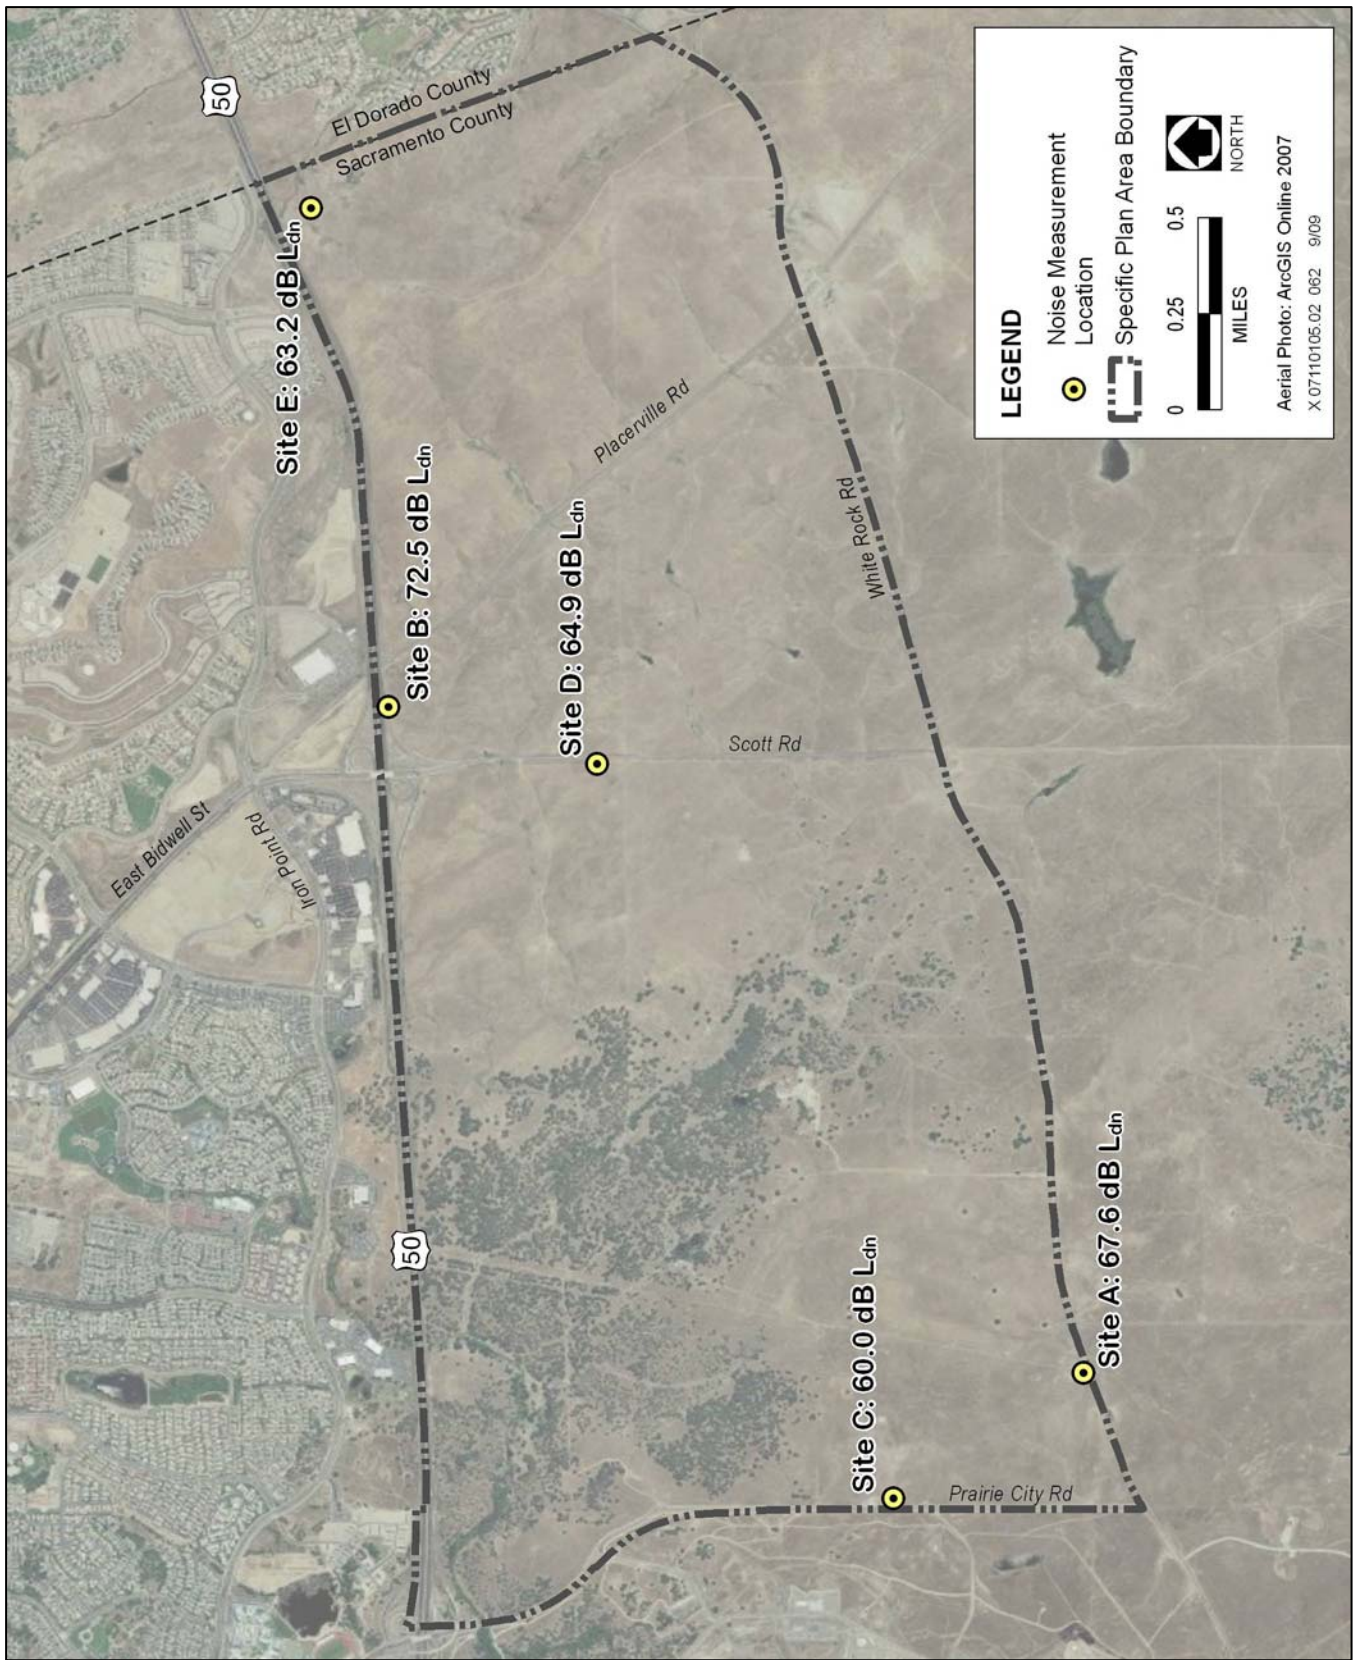 50
El Dorado County
Sacramento County
Site E: 63.2 dB Ldn
East Bidwell St
Iron Point Rd
Site B: 72.5 dB Ldn
Placerville Rd
Site D: 64.9 dB Ldn
Scott Rd
White Rock Rd
50
Site C: 60.0 dB Ldn
Prairie City Rd
Site A: 67.6 dB Ldn
LEGEND
Noise Measurement
Location
Specific Plan Area Boundary
0 0.25 0.5
MILES
NORTH
Aerial Photo: ArcGIS Online 2007
X 07110105.02 062 9/09